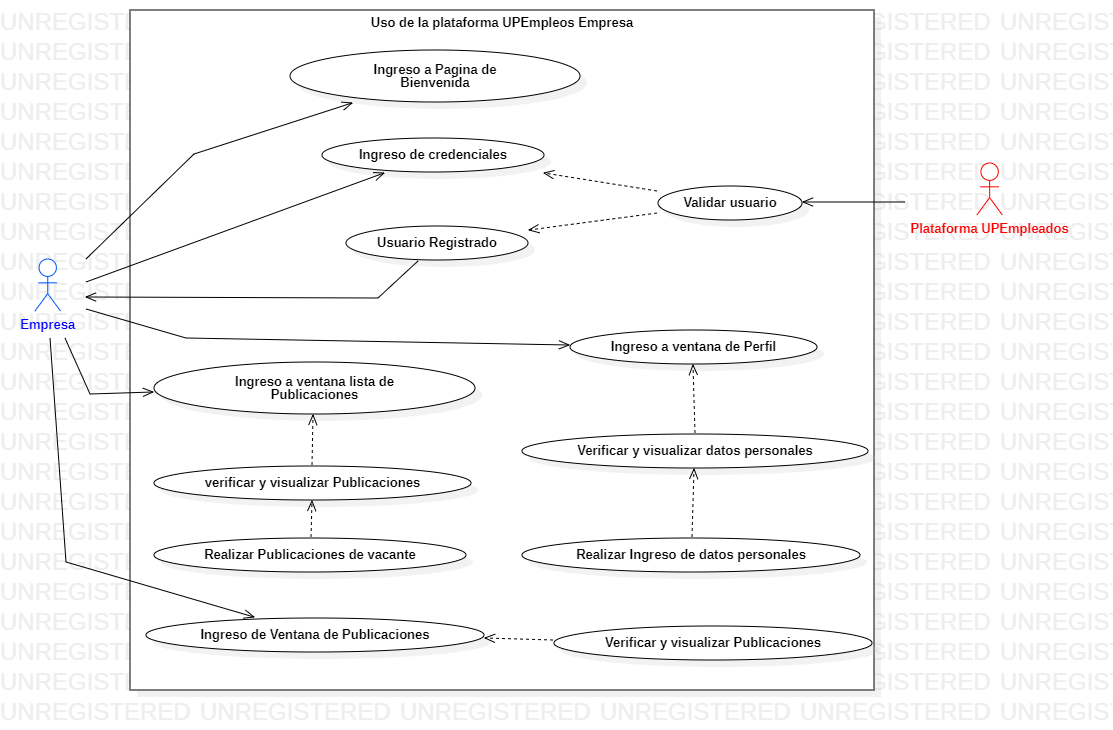 Uso de la plataforma UPEmpleos Empresa
Ingreso a Pagina de
Bienvenida
Ingreso de credenciales
Validar usuario
Plataforma UPEmpleados
Usuario Registrado
Empresa
Ingreso a ventana de Perfil
Ingreso a ventana lista de
Publicaciones
Verificar y visualizar datos personales
verificar y visualizar Publicaciones
Realizar Publicaciones de vacante
Realizar Ingreso de datos personales
Ingreso de Ventana de Publicaciones
Verificar y visualizar Publicaciones
UNREGISTERED UNREGISTERED UNREGISTERED UNREGISTERED UNREGISTERED UNREGIS